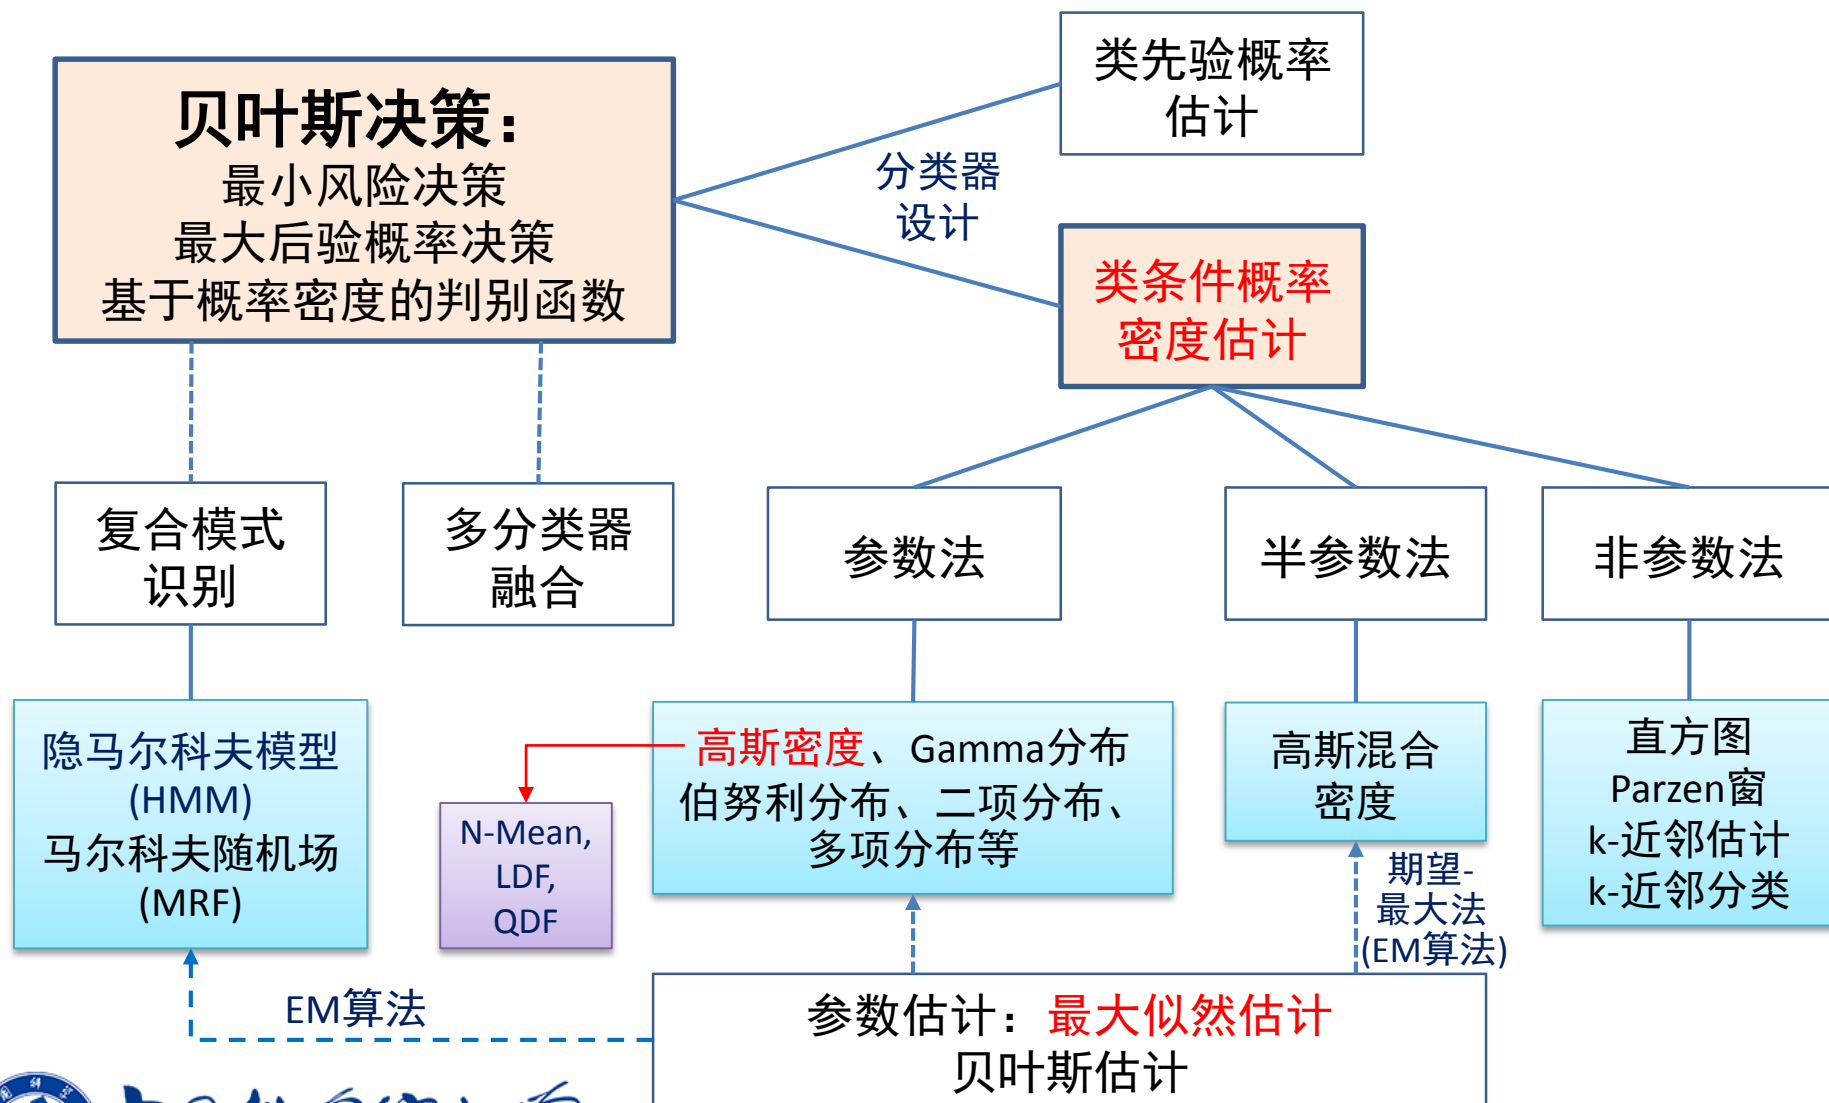 贝叶斯决策：
最小风险决策
最大后验概率决策
基于概率密度的判别函数
类先验概率
估计
分类器
设计
类条件概率
密度估计
复合模式
识别
多分类器
融合
参数法
半参数法
非参数法
隐马尔科夫模型
(HMM)
马尔科夫随机场
(MRF)
N-Mean,
LDF,
QDF
高斯密度、Gamma分布
伯努利分布、二项分布、
多项分布等
高斯混合
密度
直方图
Parzen窗
k-近邻估计
k-近邻分类
期望-
最大法
(EM算法)
EM算法
参数估计：最大似然估计
贝叶斯估计